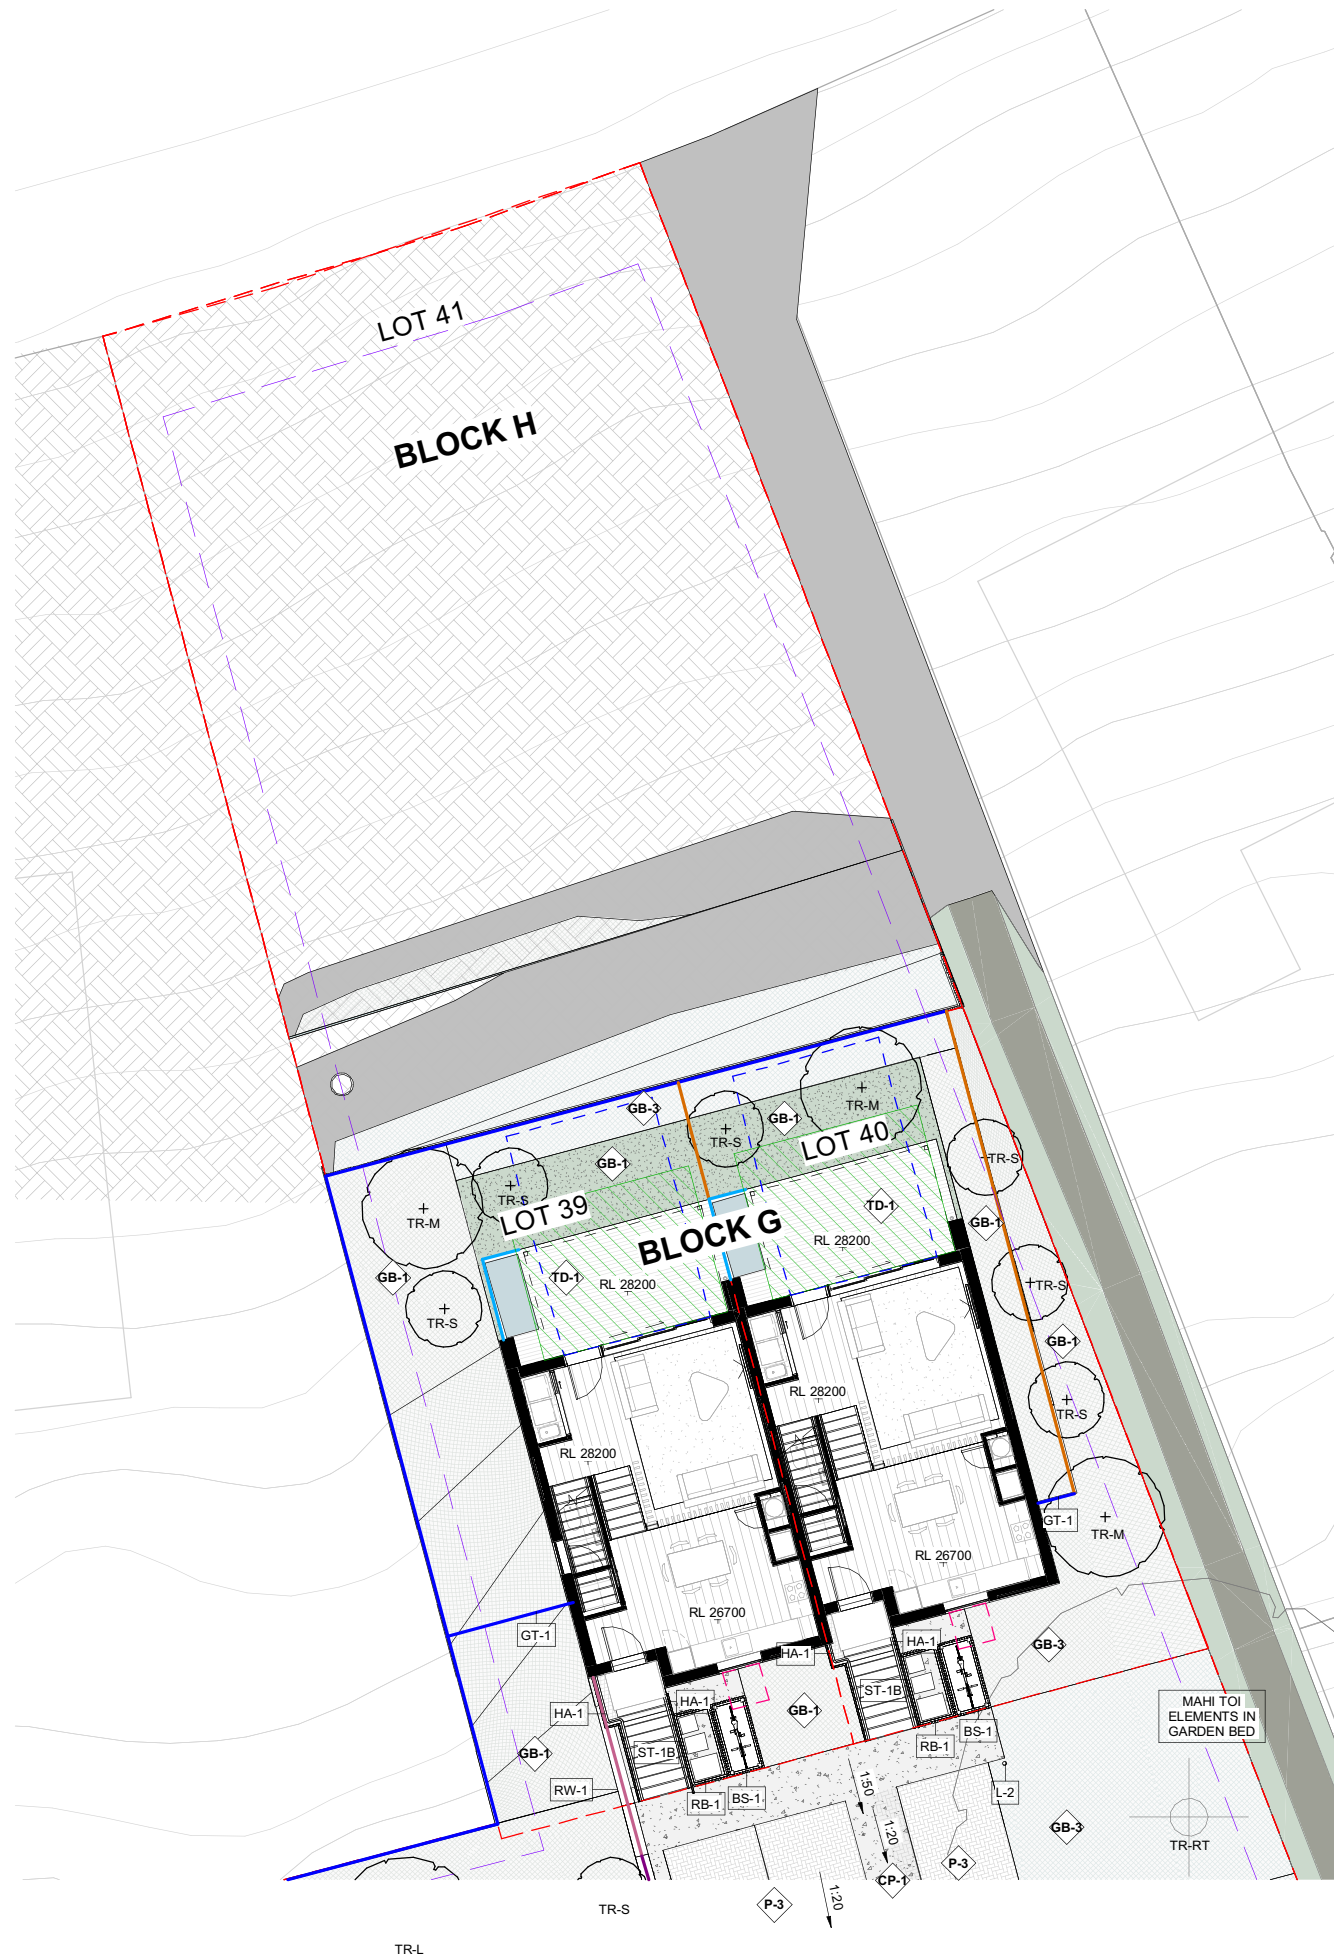 LOT 41
BLOCK H
GB-3
GB-1
TR-M
TR-S
LOT 40
TR-S
GB-1
TR-S
LOT 39
TR-M
TD-1
GB-1
BLOCK G
RL 28200
GB-1
TD-1
RL 28200
TR-S
TR-S
GB-1
RL 28200
TR-S
RL 28200
GT-1
TR-M
RL 26700
RL 26700
GT-1
HA-1
HA-1
GB-3
ST-1B
HA-1
HA-1
GB-1
MAHI TOI
ELEMENTS IN
GARDEN BED
BS-1
RB-1
GB-1
ST-1B
RW-1
RB-1
BS-1
1:50
L-2
1:20
GB-3
TR-RT
P-3
CP-1
1:20
P-3
TR-S
TR-L